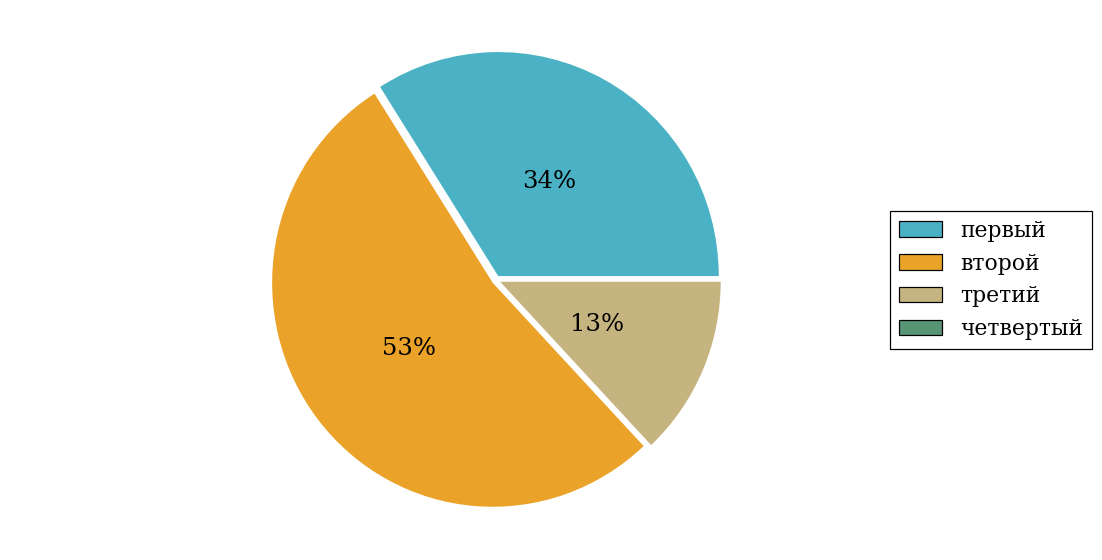 34%
53%
13%
первый
второй
третий
четвертый